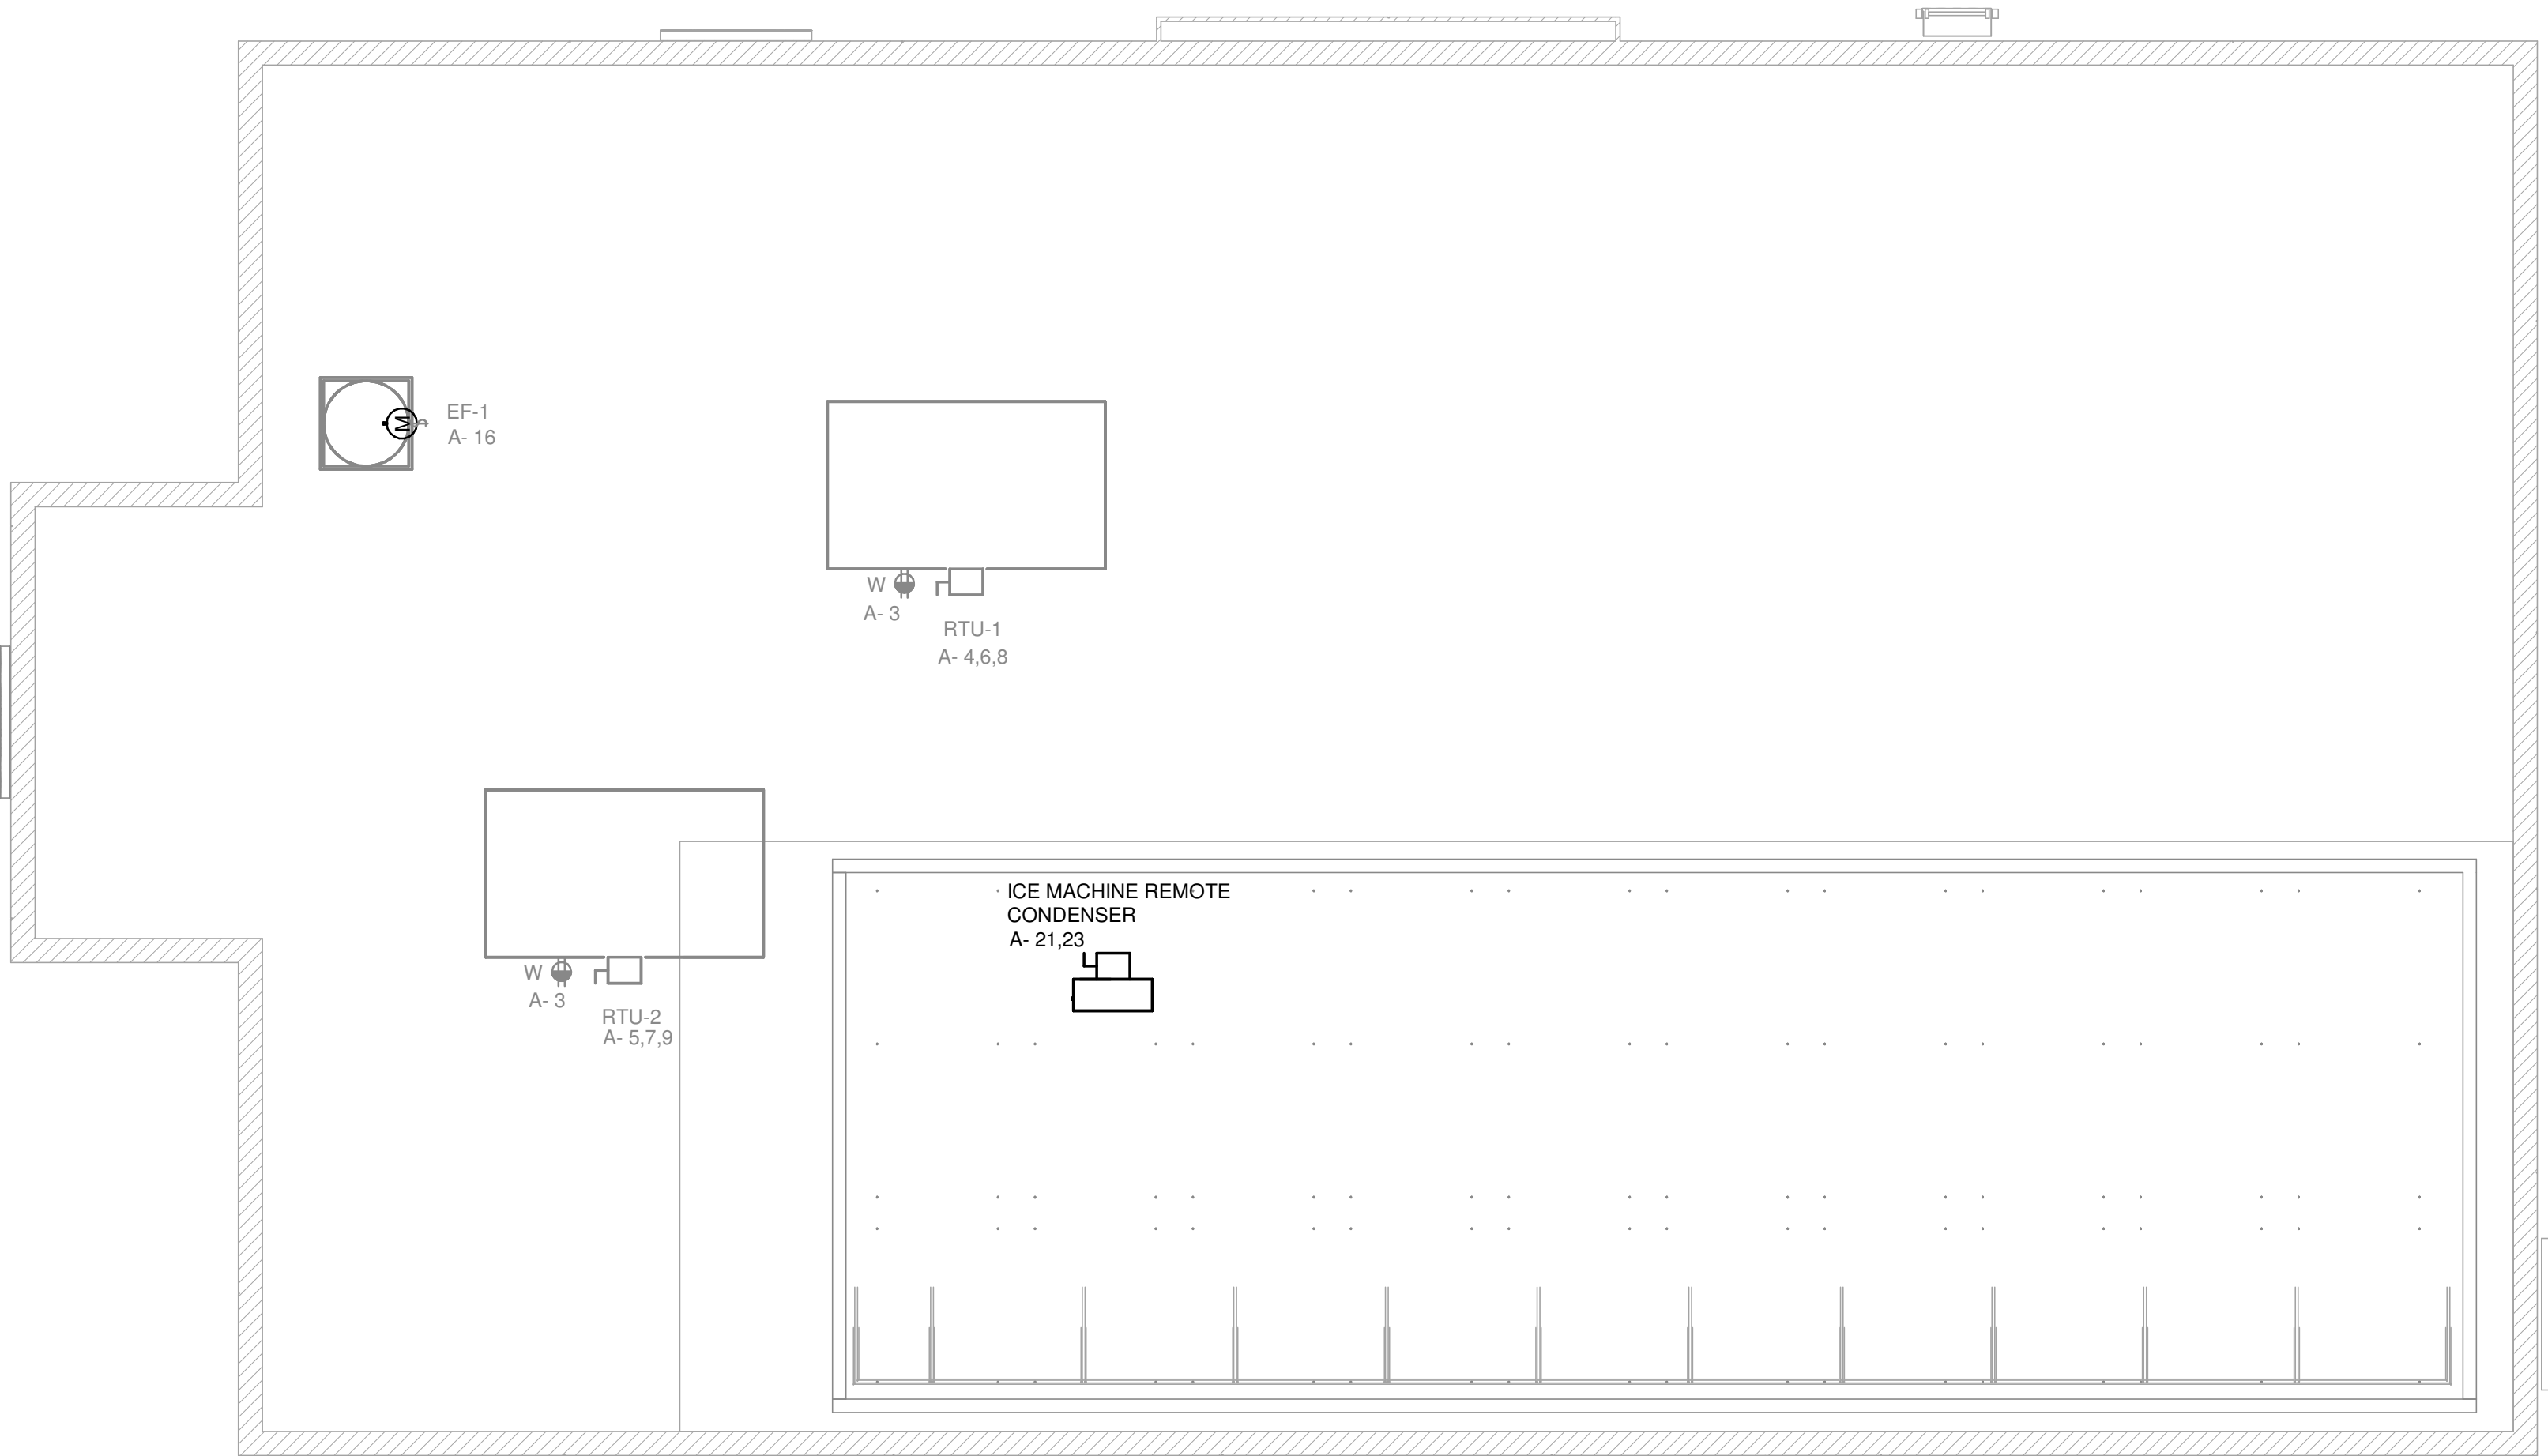 EF-1
A- 16
M
W
A- 3
RTU-1
A- 4,6,8
W
A- 3
RTU-2
A- 5,7,9
ICE MACHINE REMOTE
CONDENSER
A- 21,23